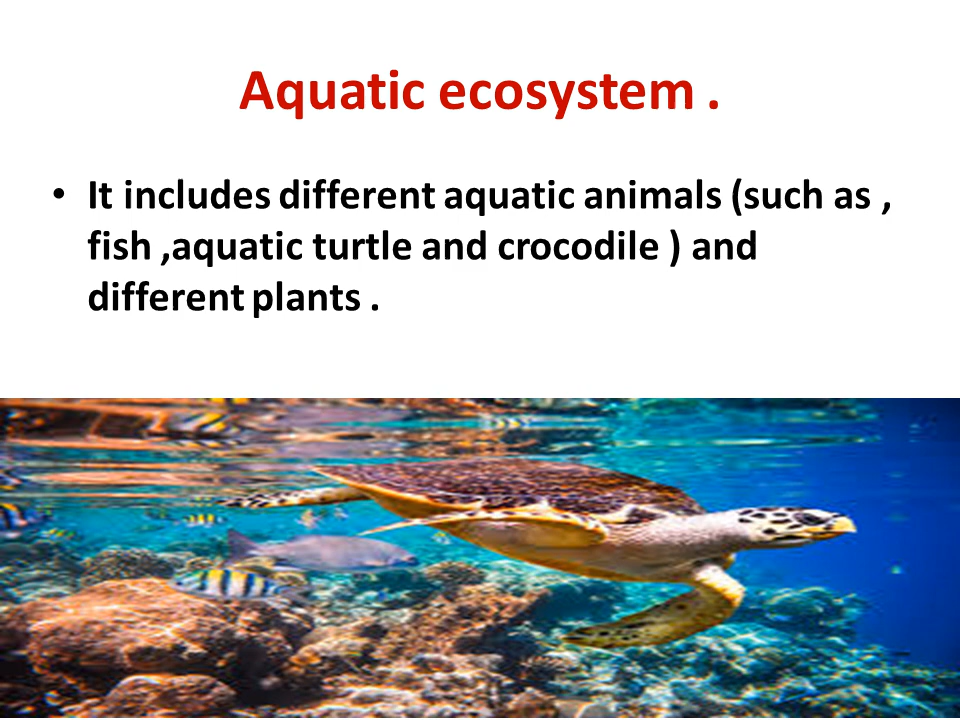 Aquatic ecosystem .
• It includes different aquatic animals (such as ,
fish ,aquatic turtle and crocodile ) and
different plants .